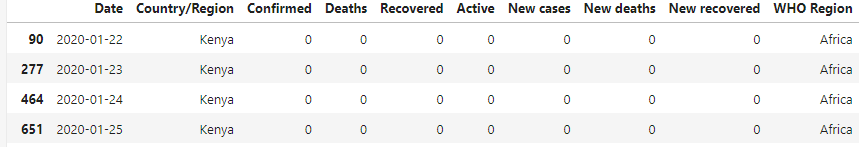 Date Country/Region Confirmed Deaths Recovered Active New cases New deaths New recovered WHO Region
90 2020-01-22 Kenya 0 0 0 0 0 0 0 Africa
277 2020-01-23 Kenya 0 0 0 0 0 0 0 Africa
464 2020-01-24 Kenya 0 0 0 0 0 0 0 Africa
651 2020-01-25 Kenya 0 0 0 0 0 0 0 Africa